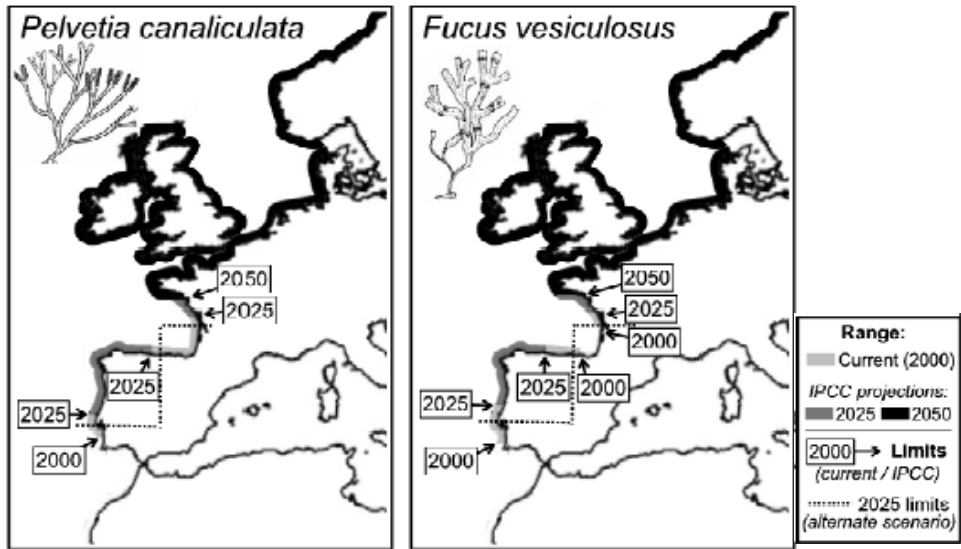 Pelvetia canaliculata
2050
2025
2025
2025
2000
Fucus vesiculosus
2050
2025
2000
2025
2000
2025
2000
Range:
Current (2000)
IPCC projections:
2025 2050
2000 Limits
(current / IPCC)
2025 limits
(alternate scenario)